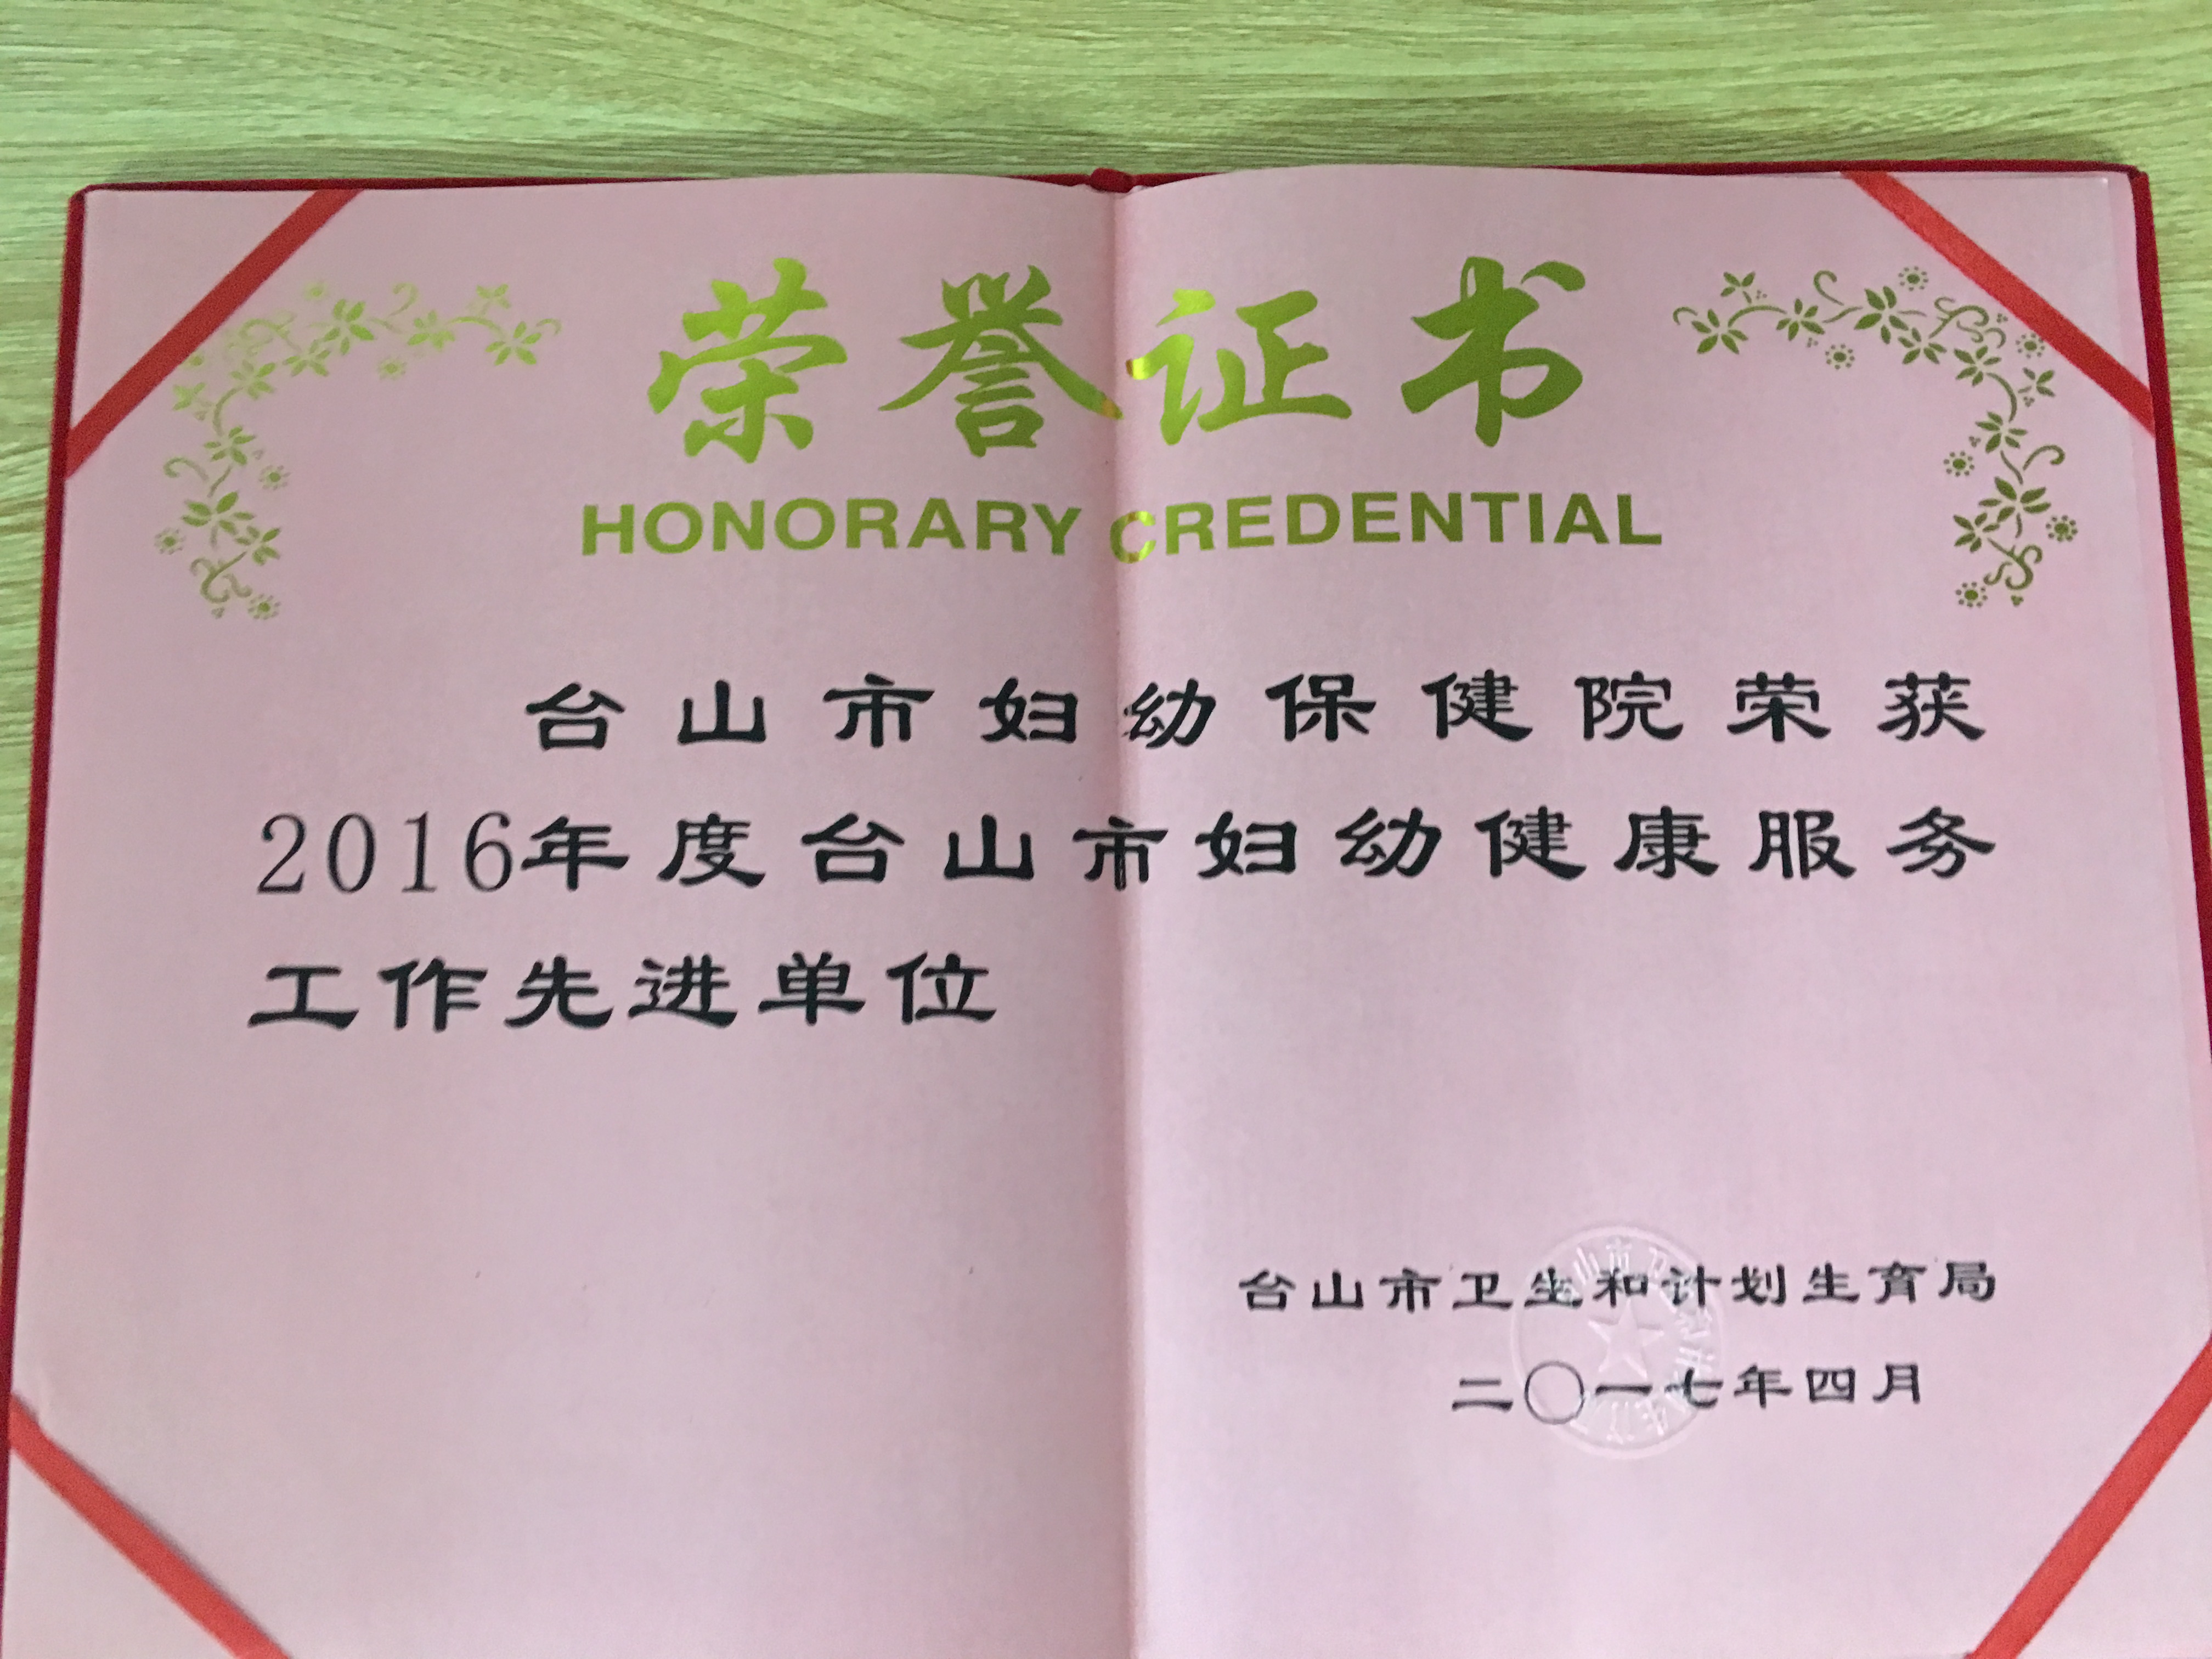 荣誉证书
HONORARY CREDENTIAL
台山市妇幼保健院荣获
2016年度台山市妇幼健康服务
工作先进单位
台山市卫生和计划生育局
二〇一七年四月